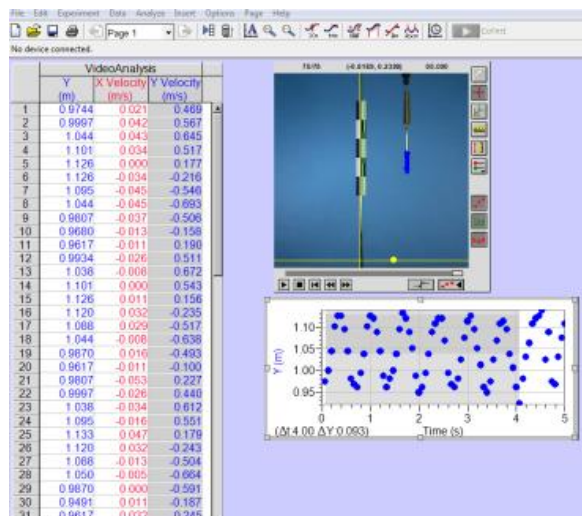 File Edit Experiment Data Analyze Insert Options Page Help
Page 1 Collect
No device connected.
VideoAnalysis
Y X Velocity Y Velocity
(m) (m/s) (m/s)
1 0.9744 0.021 0.469
2 0.9997 0.042 0.567
3 1.044 0.043 0.645
4 1.101 0.034 0.517
5 1.126 0.000 0.177
6 1.126 -0.034 -0.216
7 1.095 -0.045 -0.546
8 1.044 -0.045 -0.693
9 0.9807 -0.037 -0.506
10 0.9680 -0.013 -0.158
11 0.9617 -0.011 0.190
12 0.9934 -0.026 0.511
13 1.038 -0.008 0.672
14 1.101 0.000 0.543
15 1.126 0.011 0.156
16 1.120 0.032 -0.235
17 1.088 0.029 -0.517
18 1.044 -0.008 -0.638
19 0.9870 0.016 -0.493
20 0.9617 -0.011 -0.100
21 0.9807 -0.053 0.227
22 0.9997 -0.026 0.440
23 1.038 -0.034 0.612
24 1.095 -0.016 0.551
25 1.133 0.047 0.179
26 1.120 0.032 -0.243
27 1.088 -0.013 -0.504
28 1.050 -0.005 -0.664
29 0.9870 0.000 -0.591
30 0.9491 0.011 -0.187
31 0.9617 0.032 0.245
Y (m)
1.10
1.05
1.00
0.95
0 1 2 3 4 5
(Δt:4.00 ΔY:0.093) Time (s)